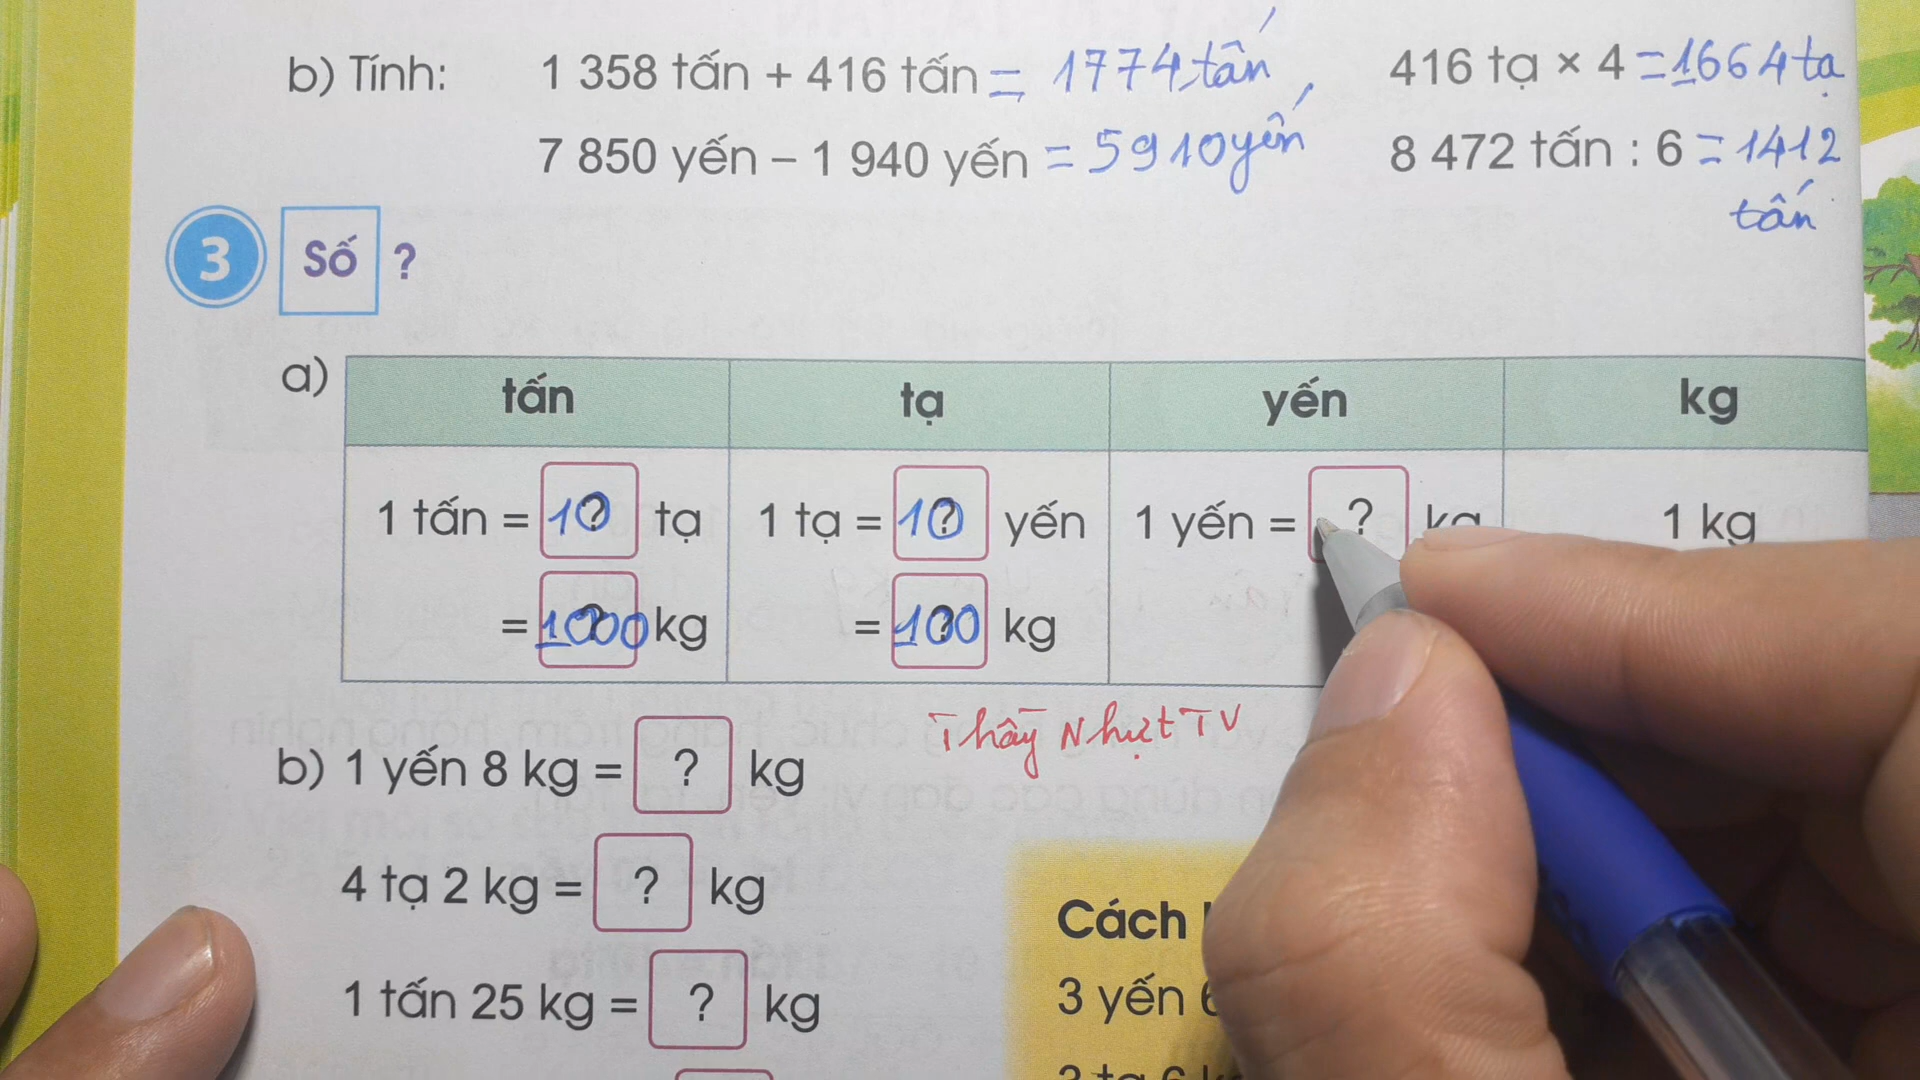 b) Tính: 1 358 tấn + 416 tấn = 1774 tấn 416 tạ × 4 = 1664 tạ
7 850 yến – 1 940 yến = 5910 yến 8 472 tấn : 6 = 1412
tấn
3 Số ?
a) tấn tạ yến kg
1 tấn = 10 ? tạ 1 tạ = 10 ? yến 1 yến = ? kg 1 kg
= 1000 ? kg = 100 ? kg
Thầy Nhựt TV
b) 1 yến 8 kg = ? kg
4 tạ 2 kg = ? kg
Cách
1 tấn 25 kg = ? kg
3 yến 6